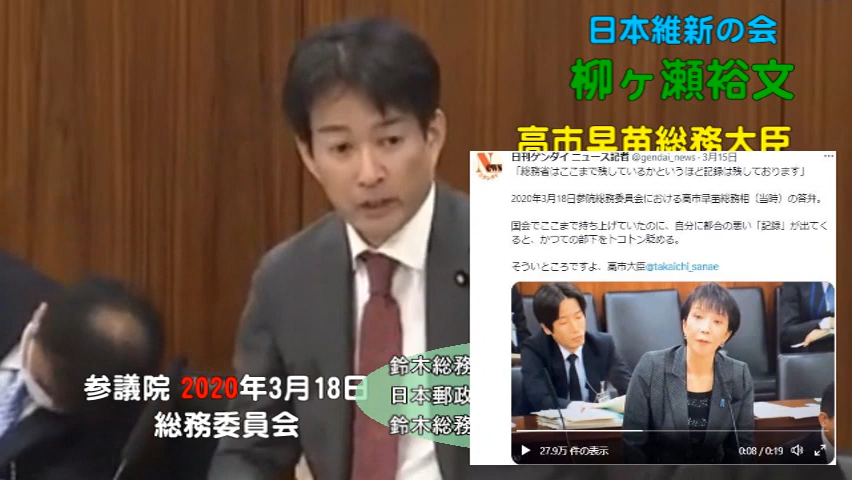 日本維新の会
柳ヶ瀬裕文
高市早苗総務大臣
NEWS
日刊ゲンダイ ニュース記者 @gendai_news · 3月15日
「総務省はここまで残しているかというほど記録は残しております」
2020年3月18日参院総務委員会における高市早苗総務相（当時）の答弁。
国会でここまで持ち上げていたのに、自分に都合の悪い「記録」が出てく
ると、かつての部下をトコトン貶める。
そういところですよ、高市大臣@takaichi_sanae
27.9万 件の表示
0:08 / 0:19
鈴木総務
日本郵政
鈴木総務
参議院 2020年3月18日
総務委員会